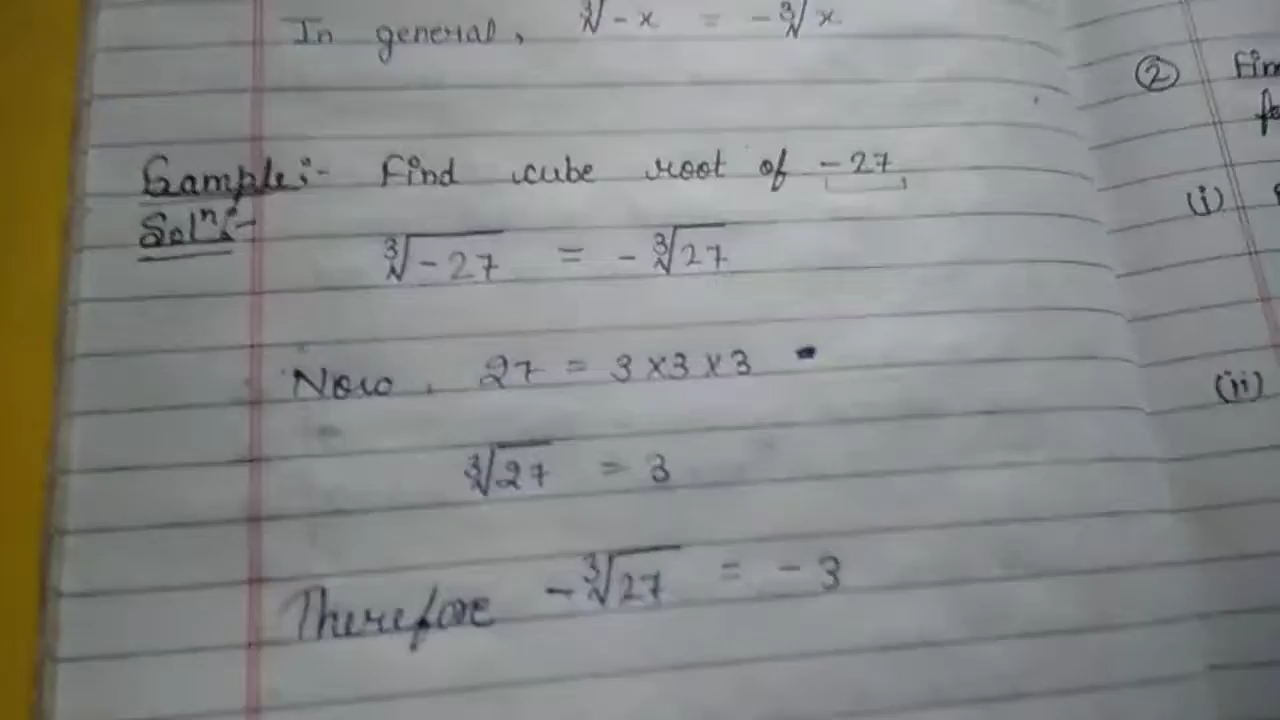 In general, ∛-x = -∛x
Example:- Find cube root of -27
Solⁿ:-
∛-27 = -∛27
Now, 27 = 3×3×3
∛27 = 3
Therefore -∛27 = -3
②
(i)
(ii)